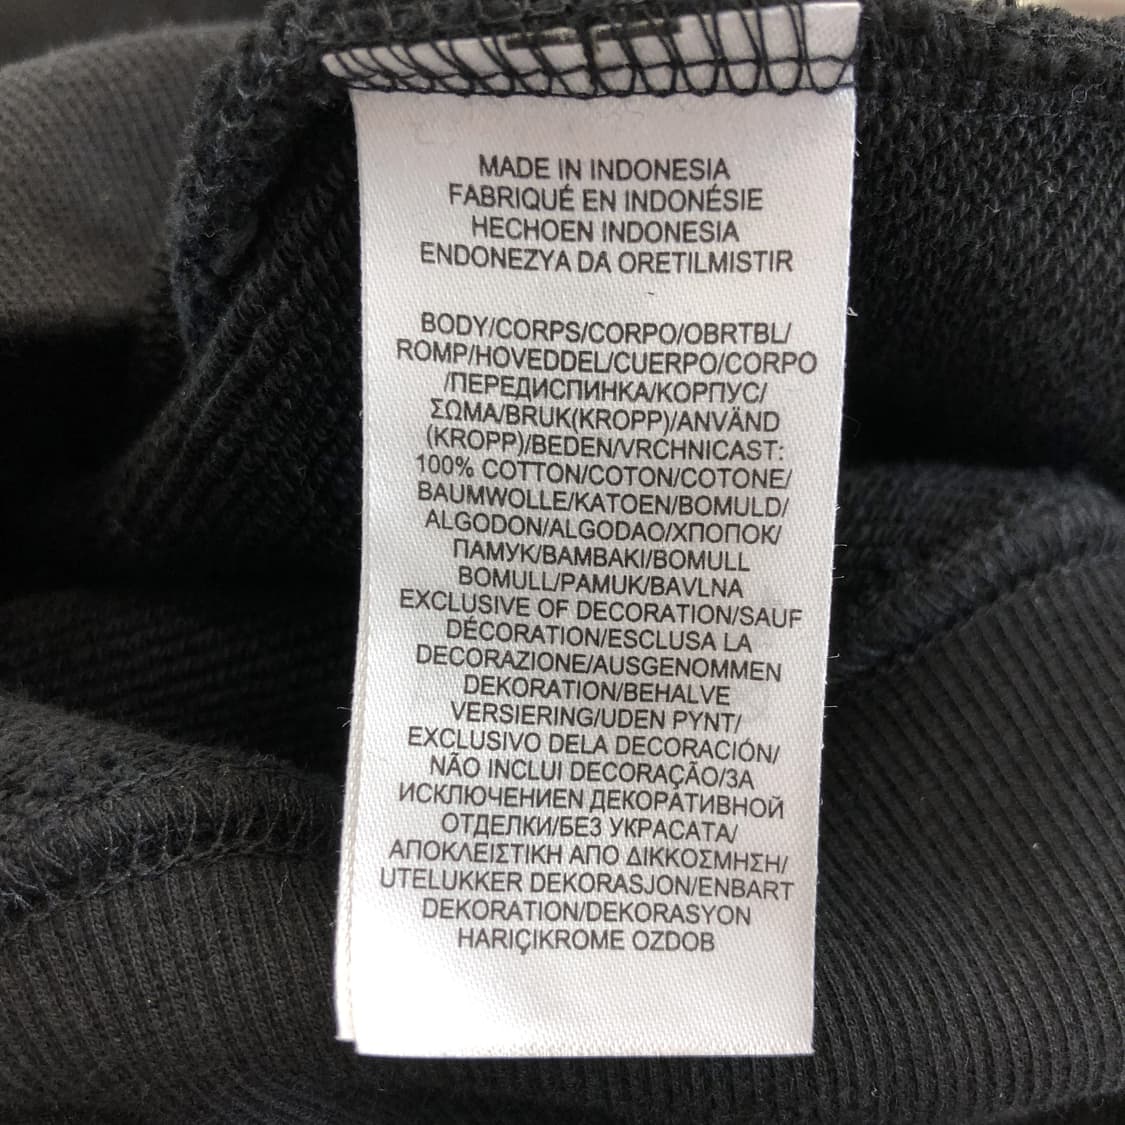 MADE IN INDONESIA
FABRIQUÉ EN INDONÉSIE
HECHOEN INDONESIA
ENDONEZYA DA ORETILMISTIR
BODY/CORPS/CORPO/OBRTBL/
ROMP/HOVEDDEL/CUERPO/CORPO
/ПЕРЕДИСПИНКА/КОРПУС/
ΣΩΜΑ/BRUK(KROPP)/ANVÄND
(KROPP)/BEDEN/VRCHNICAST:
100% COTTON/COTON/COTONE/
BAUMWOLLE/KATOEN/BOMULD/
ALGODON/ALGODAO/ХПОПОК/
ПАМУК/BAMBAKI/BOMULL
BOMULL/PAMUK/BAVLNA
EXCLUSIVE OF DECORATION/SAUF
DÉCORATION/ESCLUSA LA
DECORAZIONE/AUSGENOMMEN
DEKORATION/BEHALVE
VERSIERING/UDEN PYNT/
EXCLUSIVO DELA DECORACIÓN/
NÃO INCLUI DECORAÇÃO/ЗА
ИСКЛЮЧЕНИЕN ДЕКОРАТИВНОЙ
ОТДЕЛКИ/БЕЗ УКРАСАТА/
ΑΠΟΚΛΕΙΣΤΙΚΗ ΑΠΟ ΔΙΚΚΟΣΜΗΣΗ/
UTELUKKER DEKORASJON/ENBART
DEKORATION/DEKORASYON
HARIÇIKROME OZDOB